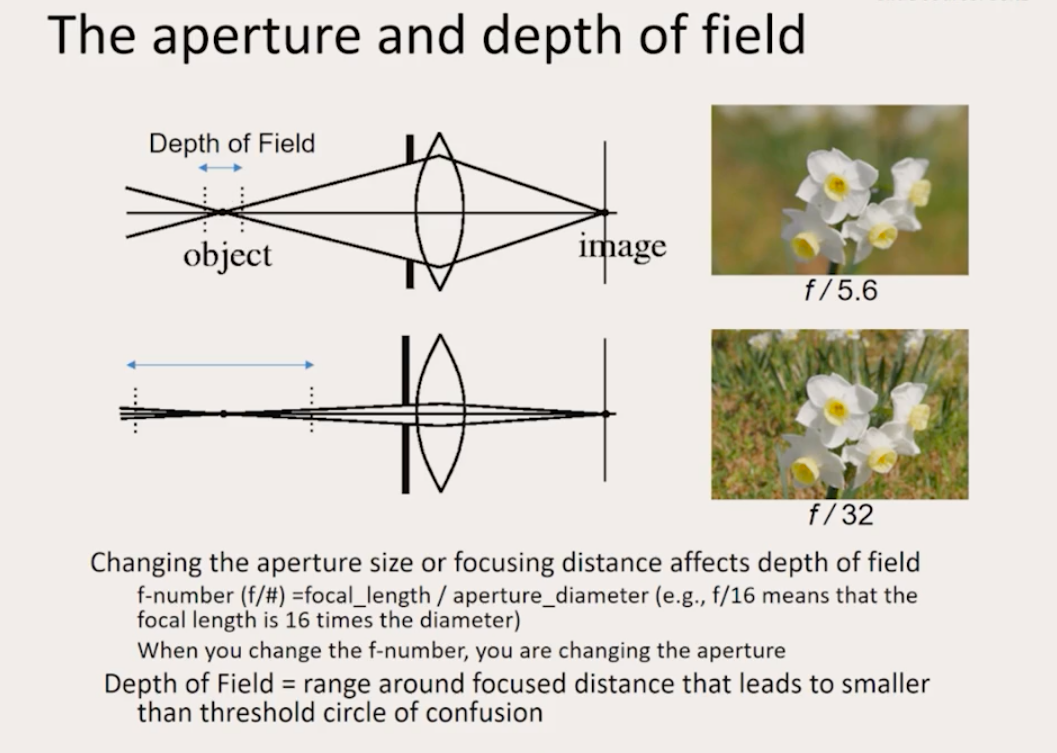 The aperture and depth of field
Depth of Field
object
image
f / 5.6
f / 32
Changing the aperture size or focusing distance affects depth of field
f-number (f/#) =focal_length / aperture_diameter (e.g., f/16 means that the
focal length is 16 times the diameter)
When you change the f-number, you are changing the aperture
Depth of Field = range around focused distance that leads to smaller
than threshold circle of confusion